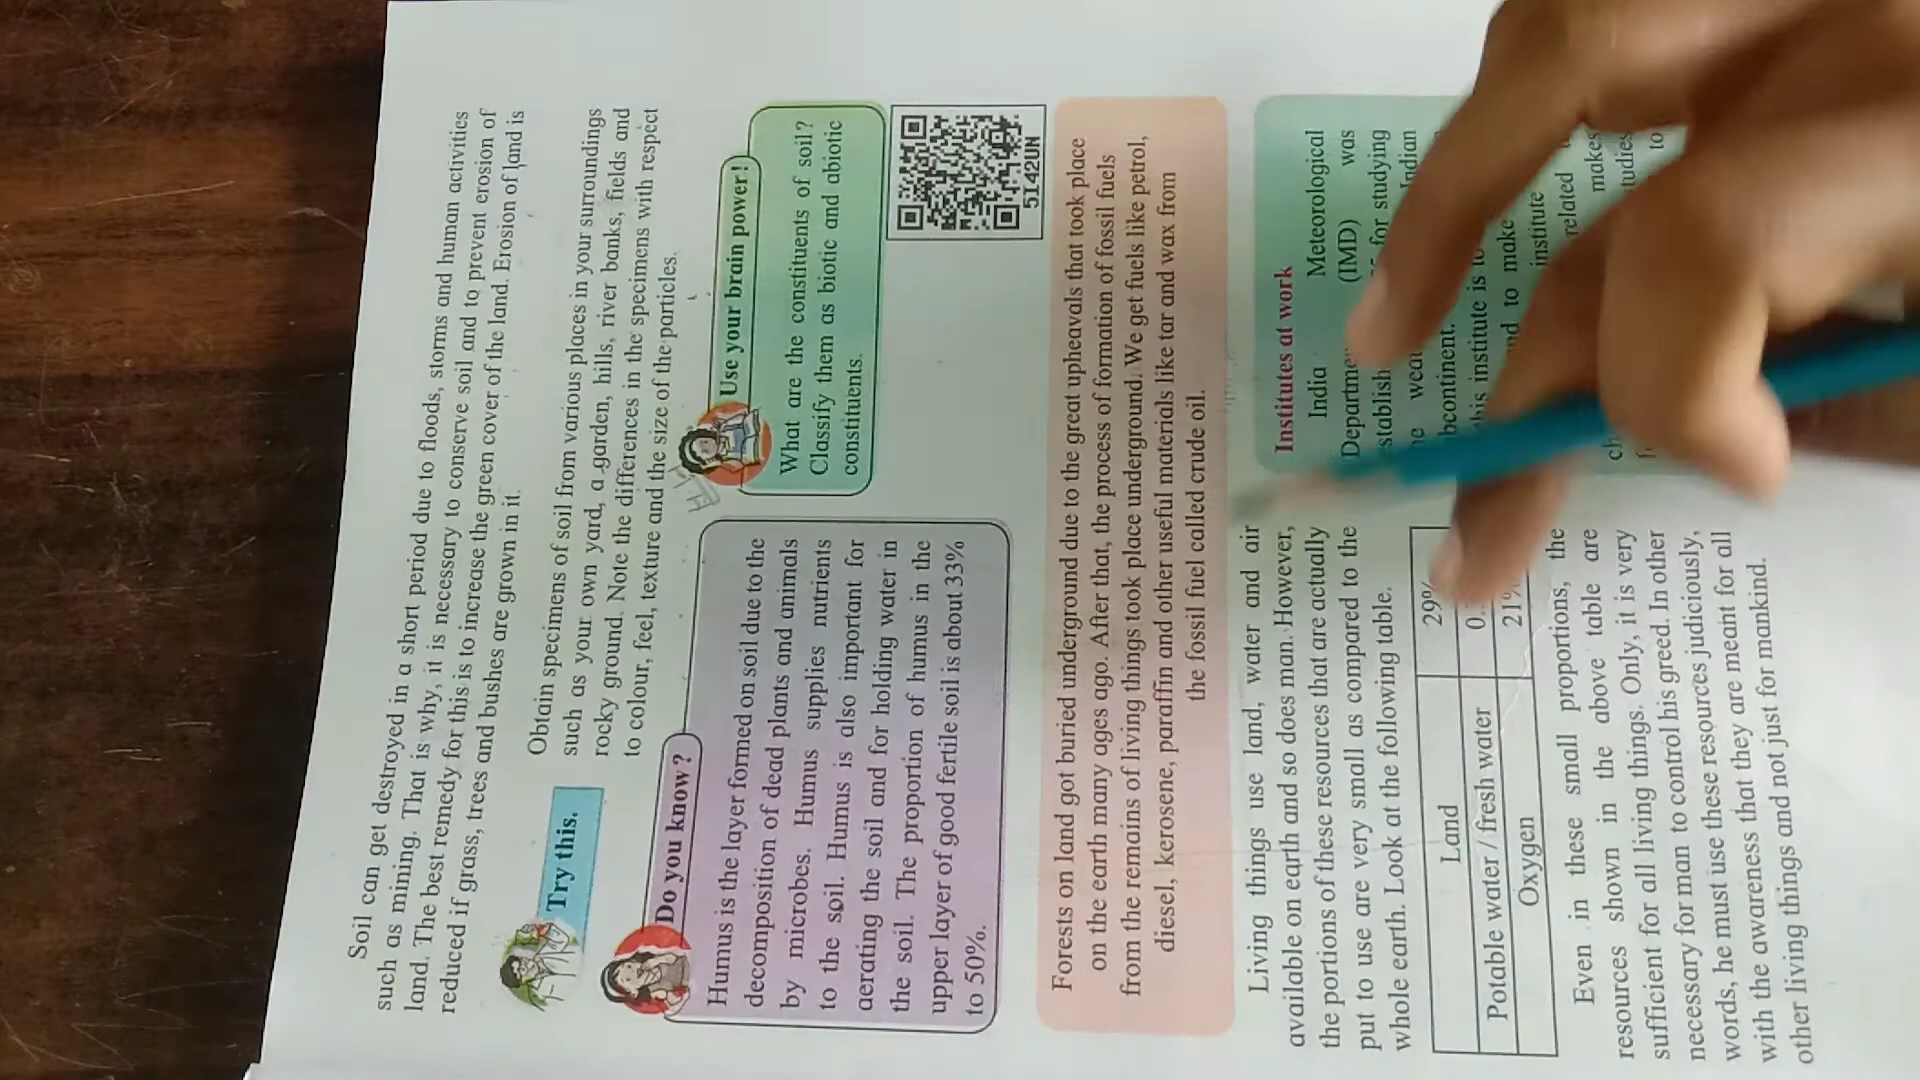 Soil can get destroyed in a short period due to floods, storms and human activities
such as mining. That is why, it is necessary to conserve soil and to prevent erosion of
land. The best remedy for this is to increase the green cover of the land. Erosion of land is
reduced if grass, trees and bushes are grown in it.
Try this.
Obtain specimens of soil from various places in your surroundings
such as your own yard, a garden, hills, river banks, fields and
rocky ground. Note the differences in the specimens with respect
to colour, feel, texture and the size of the particles.
Do you know?
Humus is the layer formed on soil due to the
decomposition of dead plants and animals
by microbes. Humus supplies nutrients
to the soil. Humus is also important for
aerating the soil and for holding water in
the soil. The proportion of humus in the
upper layer of good fertile soil is about 33%
to 50%.
Use your brain power!
What are the constituents of soil?
Classify them as biotic and abiotic
constituents.
5I42UN
Forests on land got buried underground due to the great upheavals that took place
on the earth many ages ago. After that, the process of formation of fossil fuels
from the remains of living things took place underground. We get fuels like petrol,
diesel, kerosene, paraffin and other useful materials like tar and wax from
the fossil fuel called crude oil.
Living things use land, water and air
available on earth and so does man. However,
the portions of these resources that are actually
put to use are very small as compared to the
whole earth. Look at the following table.
Land 29%
Potable water / fresh water 0.
Oxygen 21%
Even in these small proportions, the
resources shown in the above table are
sufficient for all living things. Only, it is very
necessary for man to control his greed. In other
words, he must use these resources judiciously,
with the awareness that they are meant for all
other living things and not just for mankind.
Institutes at work
India Meteorological
(IMD) was
for studying
Indian
bcontinent.
his institute is to
to make
institute
related
makes
to